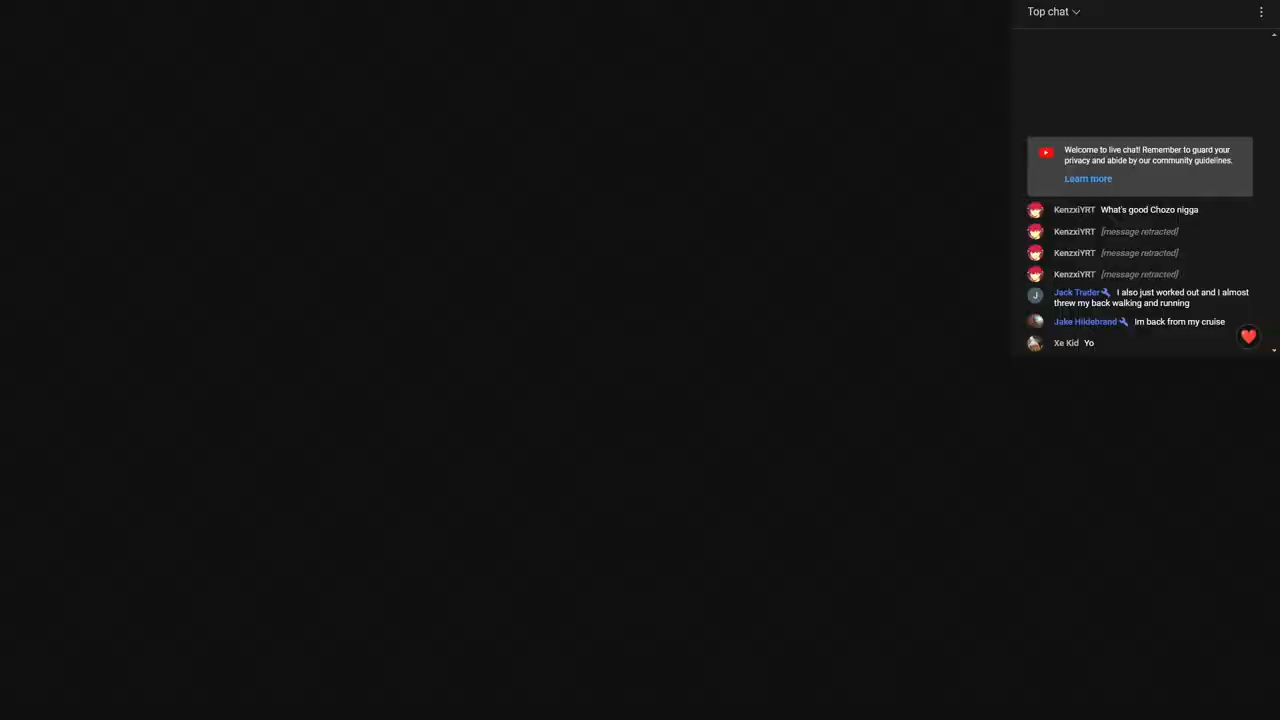 Top chat
Welcome to live chat! Remember to guard your
privacy and abide by our community guidelines.
Learn more
KenzxiYRT What's good Chozo nigga
KenzxiYRT [message retracted]
KenzxiYRT [message retracted]
KenzxiYRT [message retracted]
J Jack Trader I also just worked out and I almost
threw my back walking and running
Jake Hildebrand Im back from my cruise
Xe Kid Yo